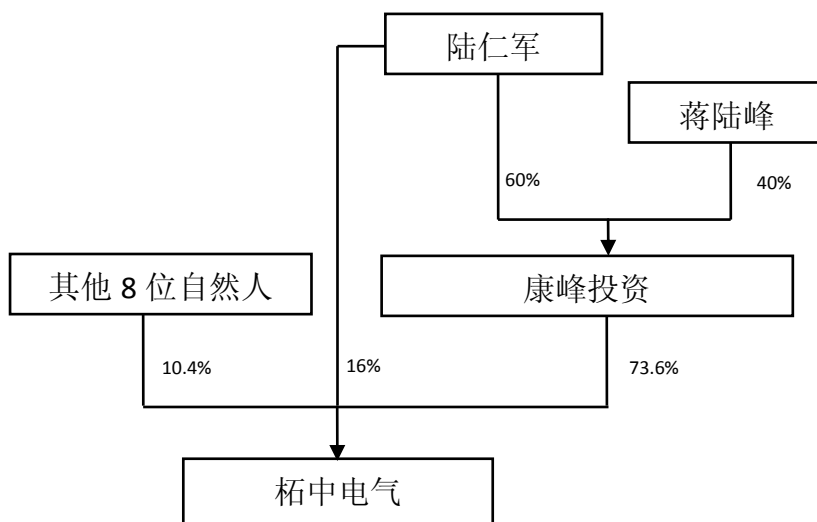 陆仁军
蒋陆峰
60%
40%
其他 8 位自然人
康峰投资
10.4%
16%
73.6%
柘中电气